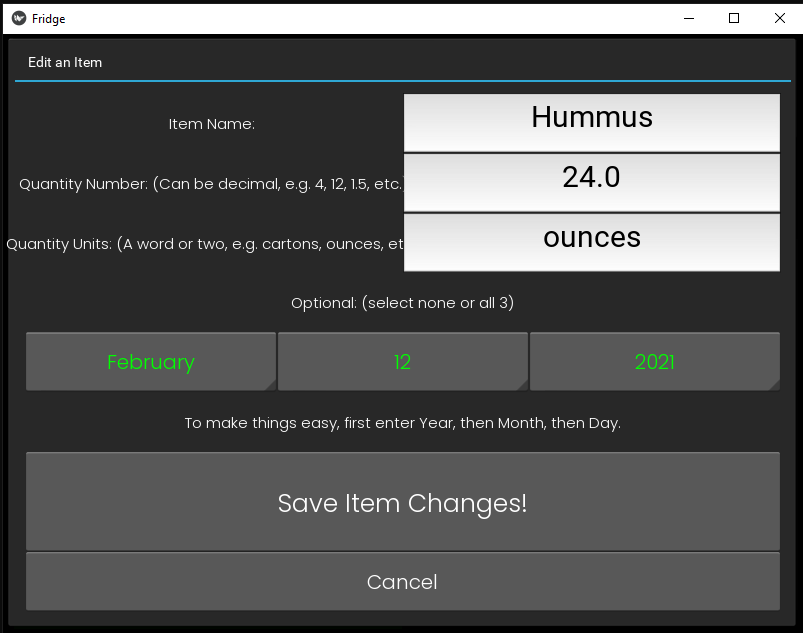 Fridge
Edit an Item
Item Name:
Hummus
Quantity Number: (Can be decimal, e.g. 4, 12, 1.5, etc.)
24.0
Quantity Units: (A word or two, e.g. cartons, ounces, et
ounces
Optional: (select none or all 3)
February 12 2021
To make things easy, first enter Year, then Month, then Day.
Save Item Changes!
Cancel